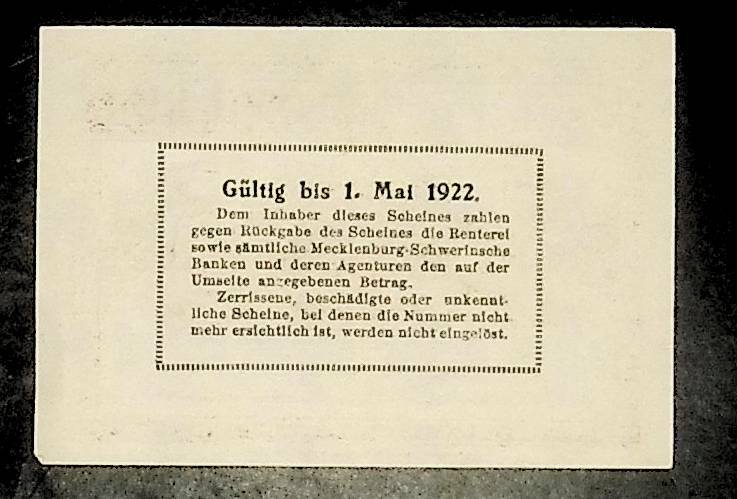 Gültig bis 1. Mai 1922.
Dem Inhaber dieses Scheines zahlen
gegen Rückgabe des Scheines die Renterei
sowie sämtliche Mecklenburg-Schwerinsche
Banken und deren Agenturen den auf der
Umseite angegebenen Betrag.
Zerrissene, beschädigte oder unkennt-
liche Scheine, bei denen die Nummer nicht
mehr ersichtlich ist, werden nicht eingelöst.